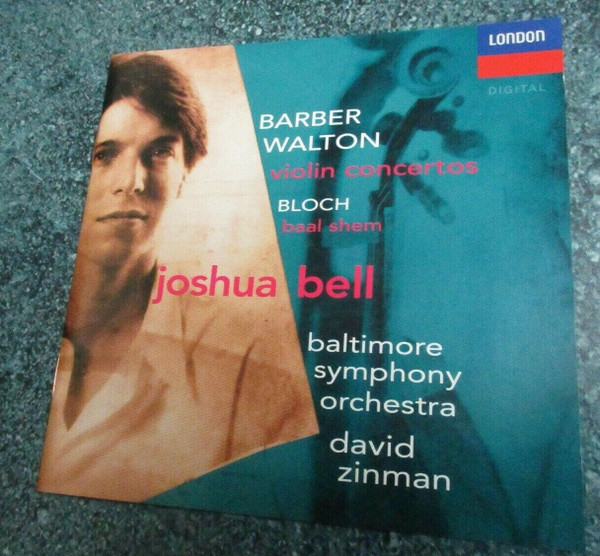 LONDON
DIGITAL
BARBER
WALTON
violin concertos
BLOCH
baal shem
joshua bell
baltimore
symphony
orchestra
david
zinman